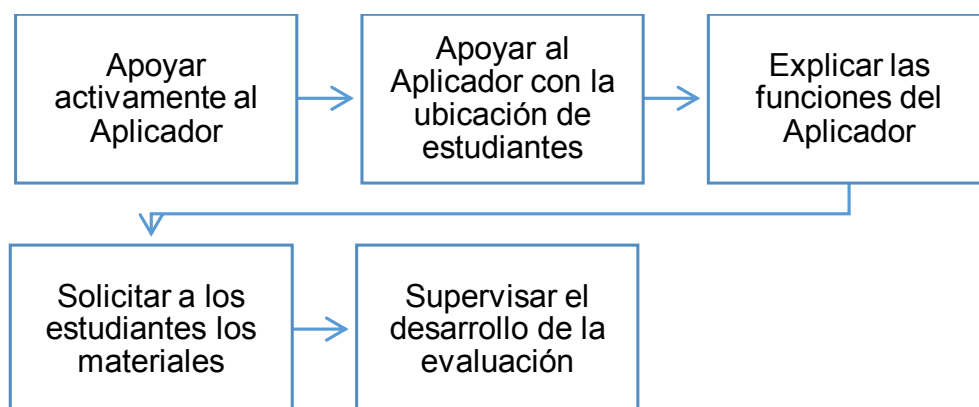 Apoyar
activamente al
Aplicador
Apoyar al
Aplicador con la
ubicación de
estudiantes
Explicar las
funciones del
Aplicador
Solicitar a los
estudiantes los
materiales
Supervisar el
desarrollo de la
evaluación